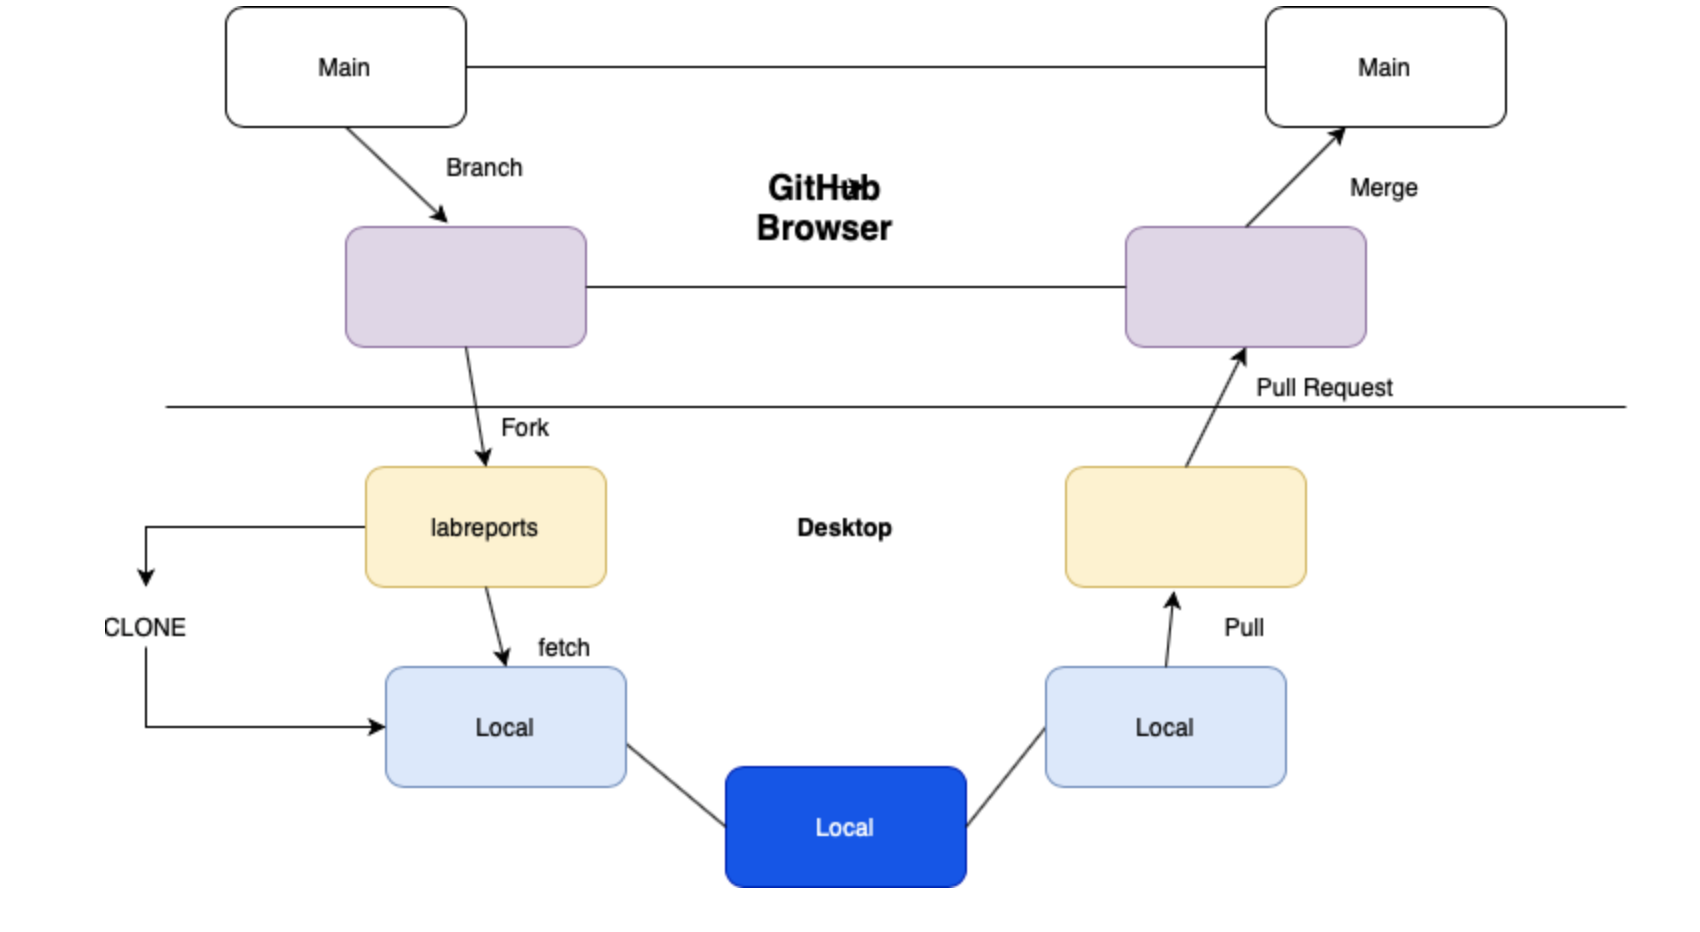 Main
Main
Branch
GitHub
Browser
Merge
Pull Request
Fork
labreports
Desktop
CLONE
fetch
Pull
Local
Local
Local